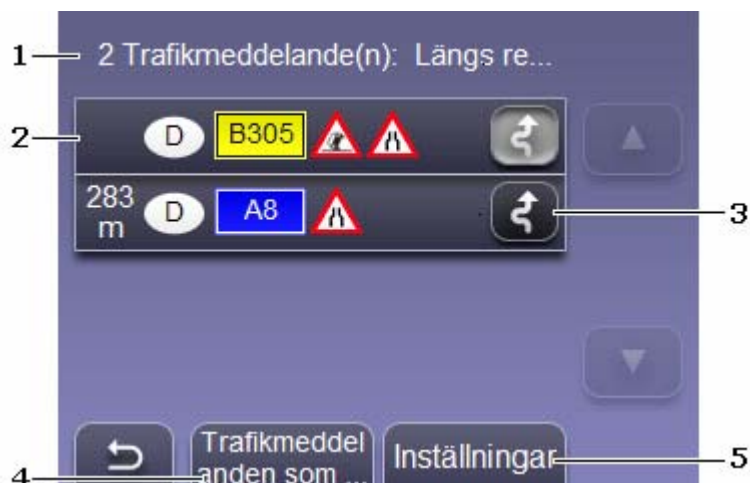 1
2 Trafikmeddelande(n): Längs re...
2
D B305
283
m
D A8
3
Trafikmeddel
anden som ...
4
Inställningar
5